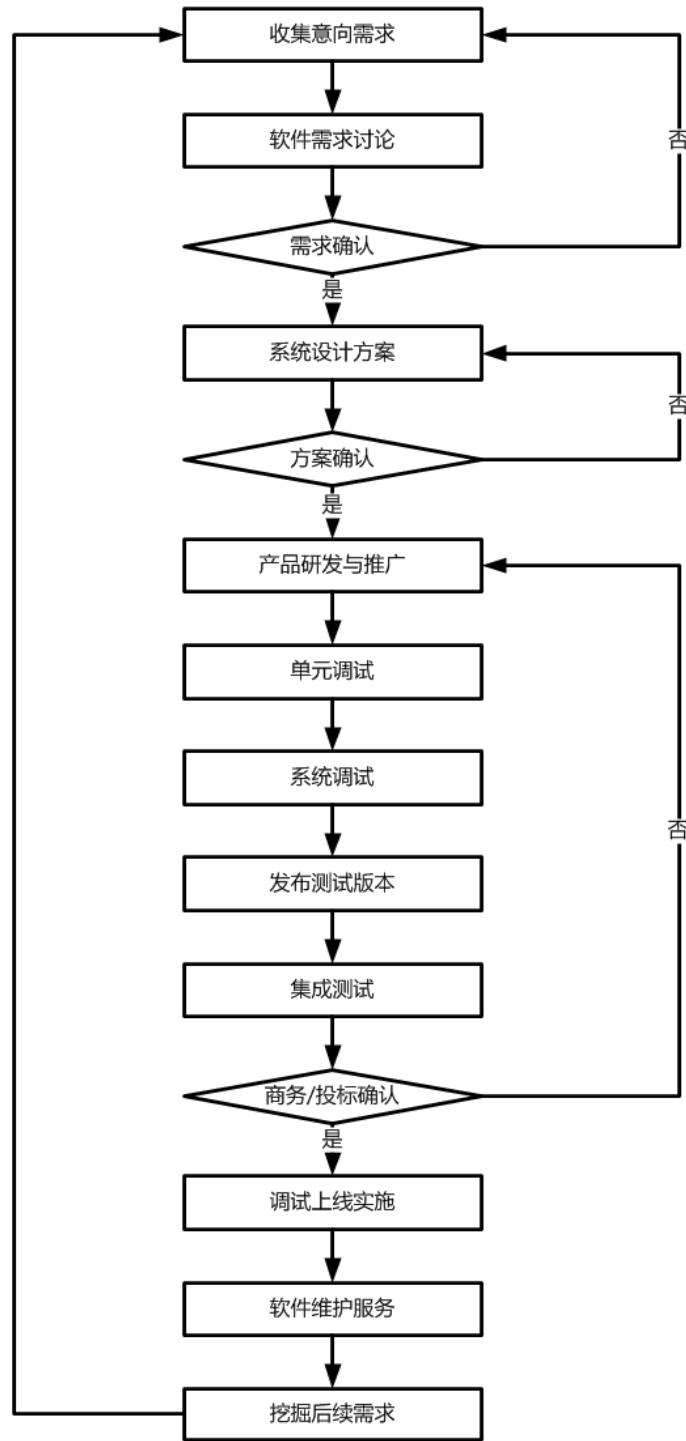 收集意向需求
软件需求讨论
否
需求确认
是
系统设计方案
否
方案确认
是
产品研发与推广
单元调试
系统调试
否
发布测试版本
集成测试
商务/投标确认
是
调试上线实施
软件维护服务
挖掘后续需求